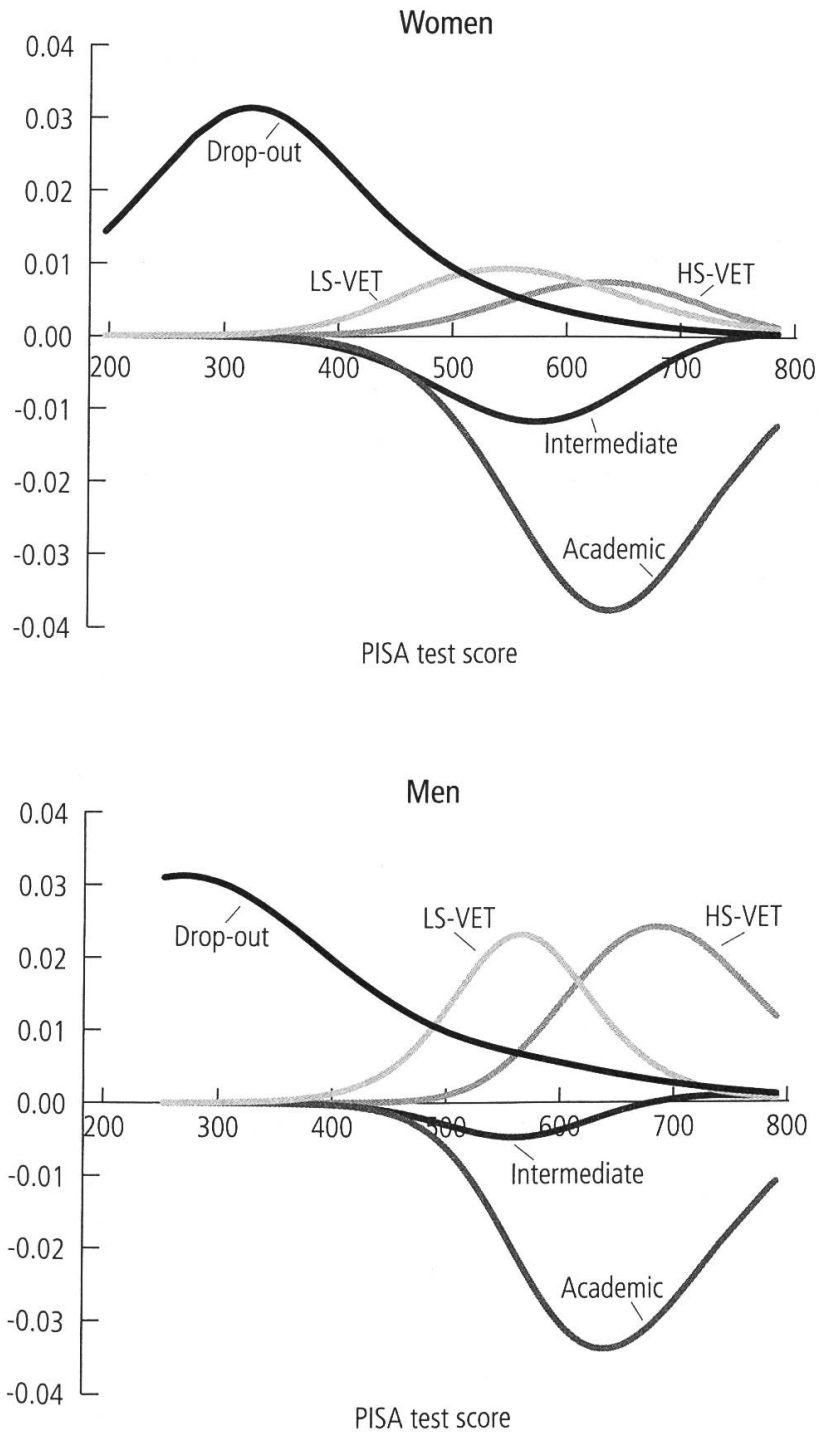 Women
0.04
0.03
Drop-out
0.02
0.01
LS-VET
HS-VET
0.00
200 300 400 500 600 700 800
-0.01
Intermediate
-0.02
-0.03
Academic
-0.04
PISA test score
Men
0.04
0.03
LS-VET
HS-VET
Drop-out
0.02
0.01
0.00
200 300 400 500 600 700 800
-0.01
Intermediate
-0.02
Academic
-0.03
-0.04
PISA test score